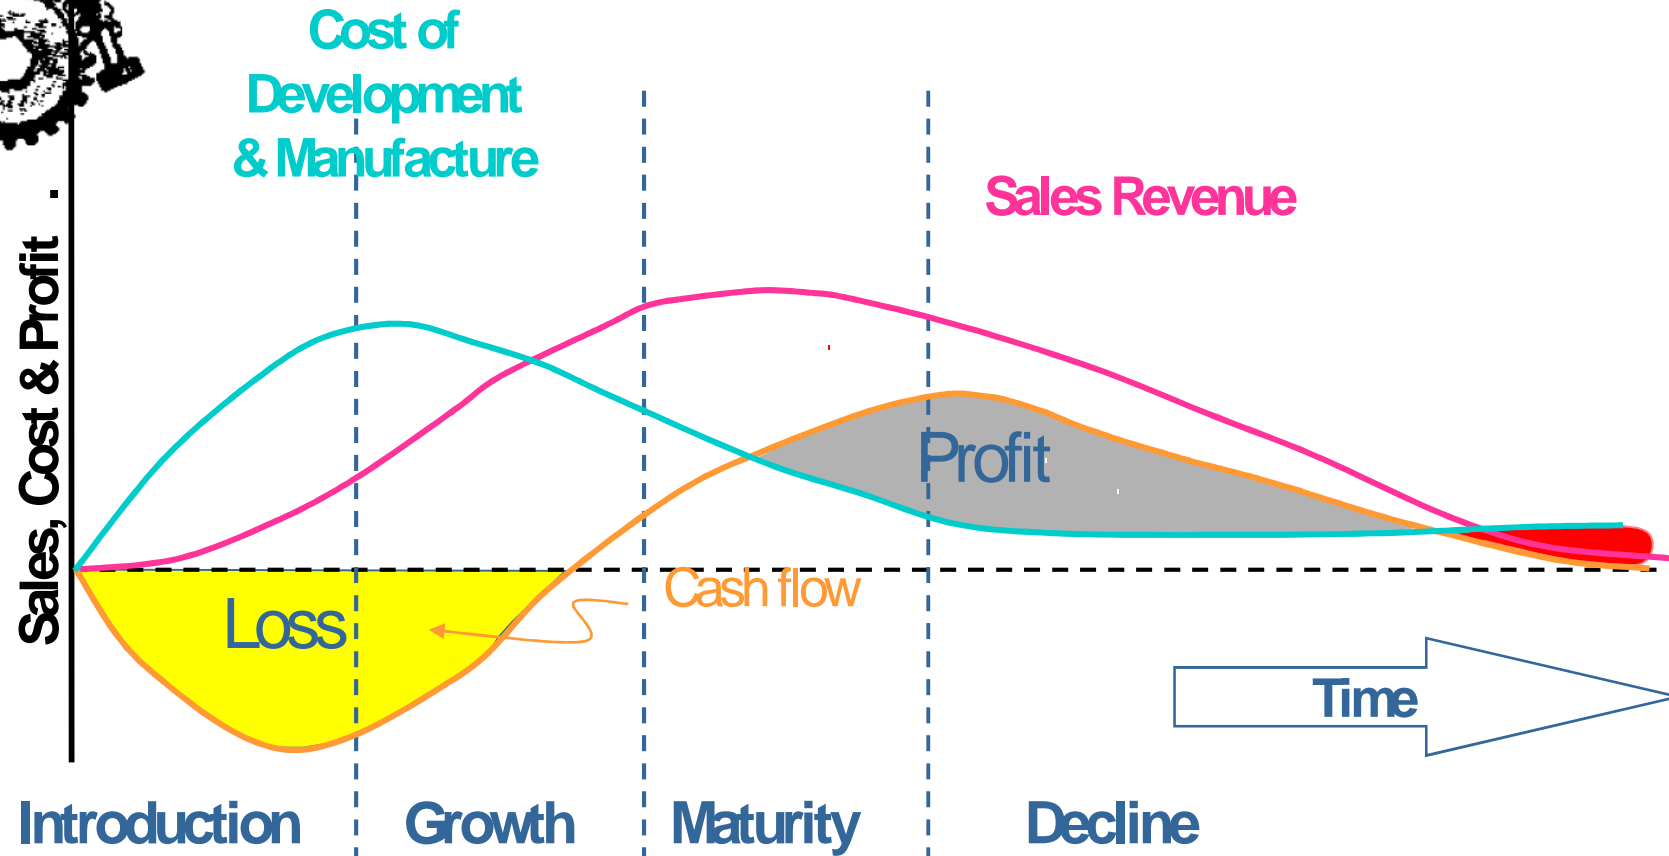 Cost of
Development
& Manufacture
Sales Revenue
Sales, Cost & Profit .
Profit
Loss
Cash flow
Time
Introduction
Growth
Maturity
Decline